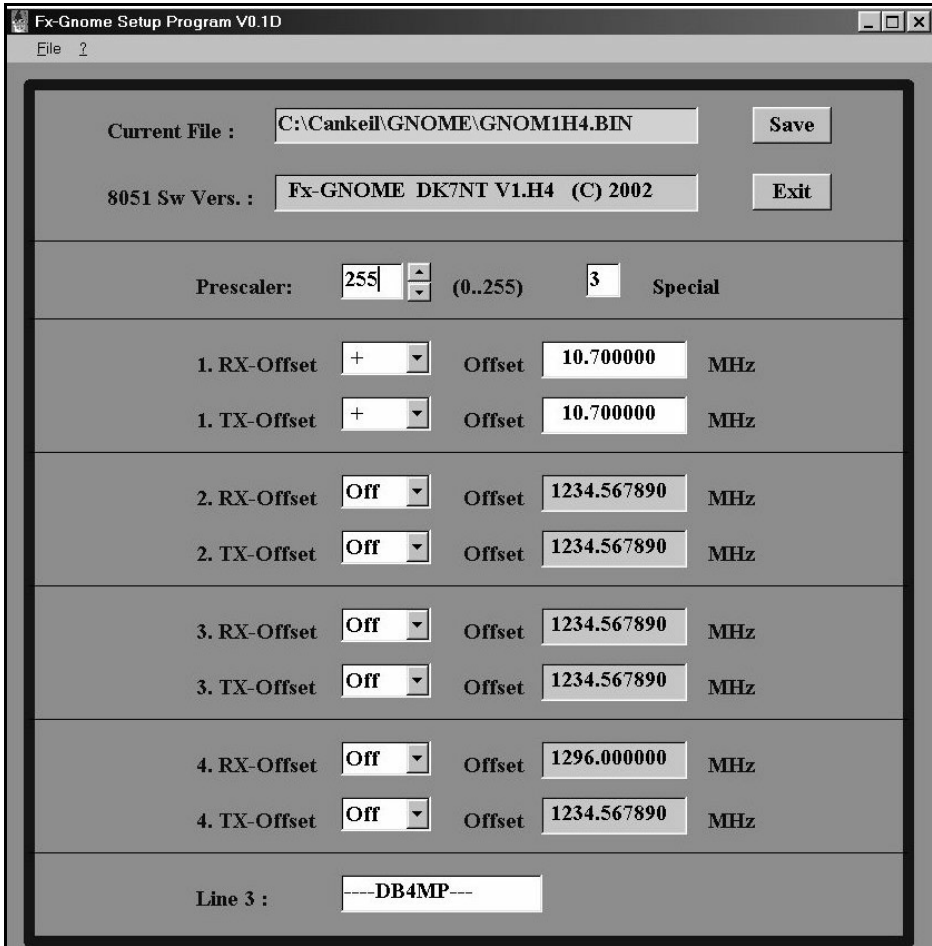 Fx-Gnome Setup Program V0.1D
File ?
Current File : C:\Cankeil\GNOME\GNOM1H4.BIN Save
8051 Sw Vers. : Fx-GNOME DK7NT V1.H4 (C) 2002 Exit
Prescaler: 255 (0..255) 3 Special
1. RX-Offset + Offset 10.700000 MHz
1. TX-Offset + Offset 10.700000 MHz
2. RX-Offset Off Offset 1234.567890 MHz
2. TX-Offset Off Offset 1234.567890 MHz
3. RX-Offset Off Offset 1234.567890 MHz
3. TX-Offset Off Offset 1234.567890 MHz
4. RX-Offset Off Offset 1296.000000 MHz
4. TX-Offset Off Offset 1234.567890 MHz
Line 3 : ----DB4MP---